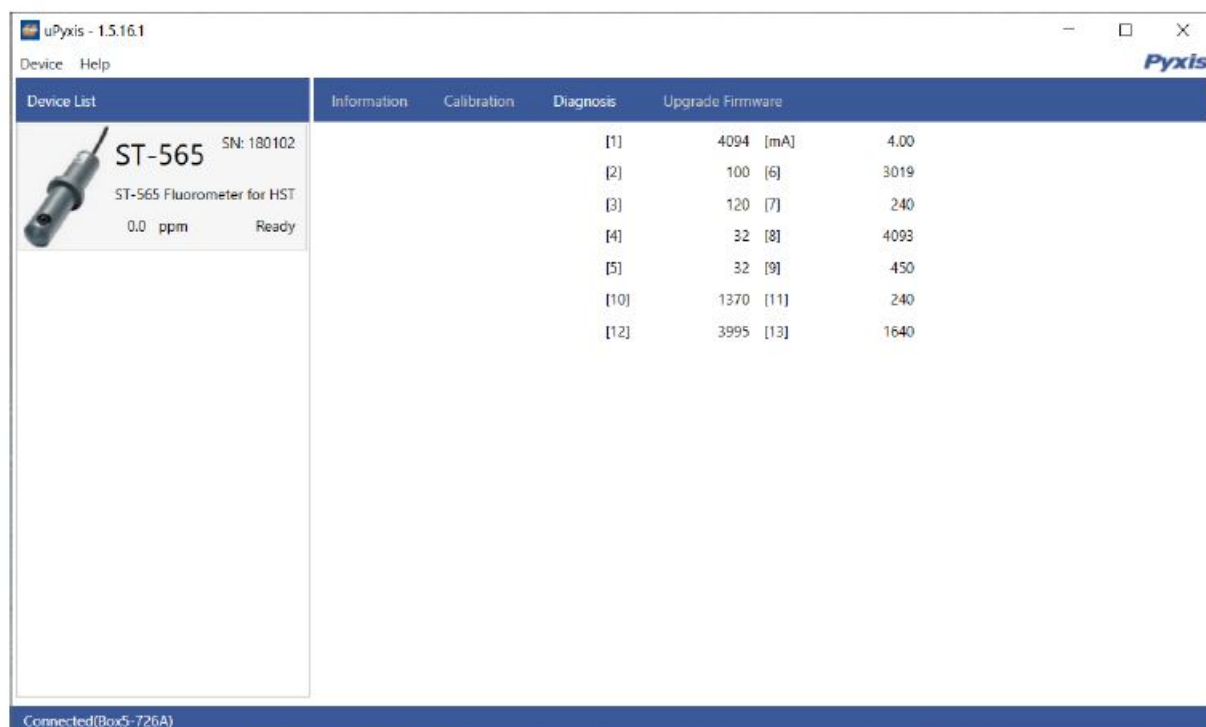 uPyxis - 1.5.16.1
Device Help
Pyxis
Device List
Information Calibration Diagnosis Upgrade Firmware
ST-565 SN: 180102
ST-565 Fluorometer for HST
0.0 ppm Ready
[1] 4094 [mA] 4.00
[2] 100 [6] 3019
[3] 120 [7] 240
[4] 32 [8] 4093
[5] 32 [9] 450
[10] 1370 [11] 240
[12] 3995 [13] 1640
Connected(Box5-726A)